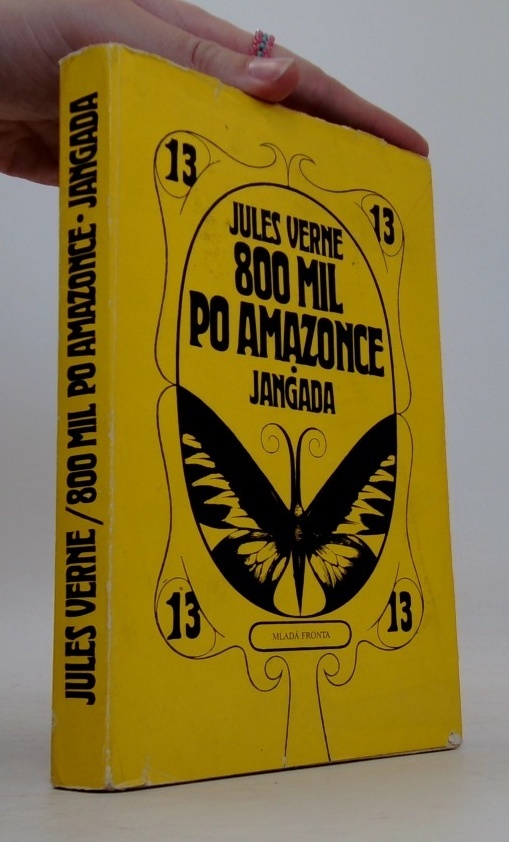 JULES VERNE / 800 MIL PO AMAZONCE • JANGADA
13
13
JULES VERNE
800 MIL
PO AMAZONCE
•
JANGADA
13
13
MLADÁ FRONTA